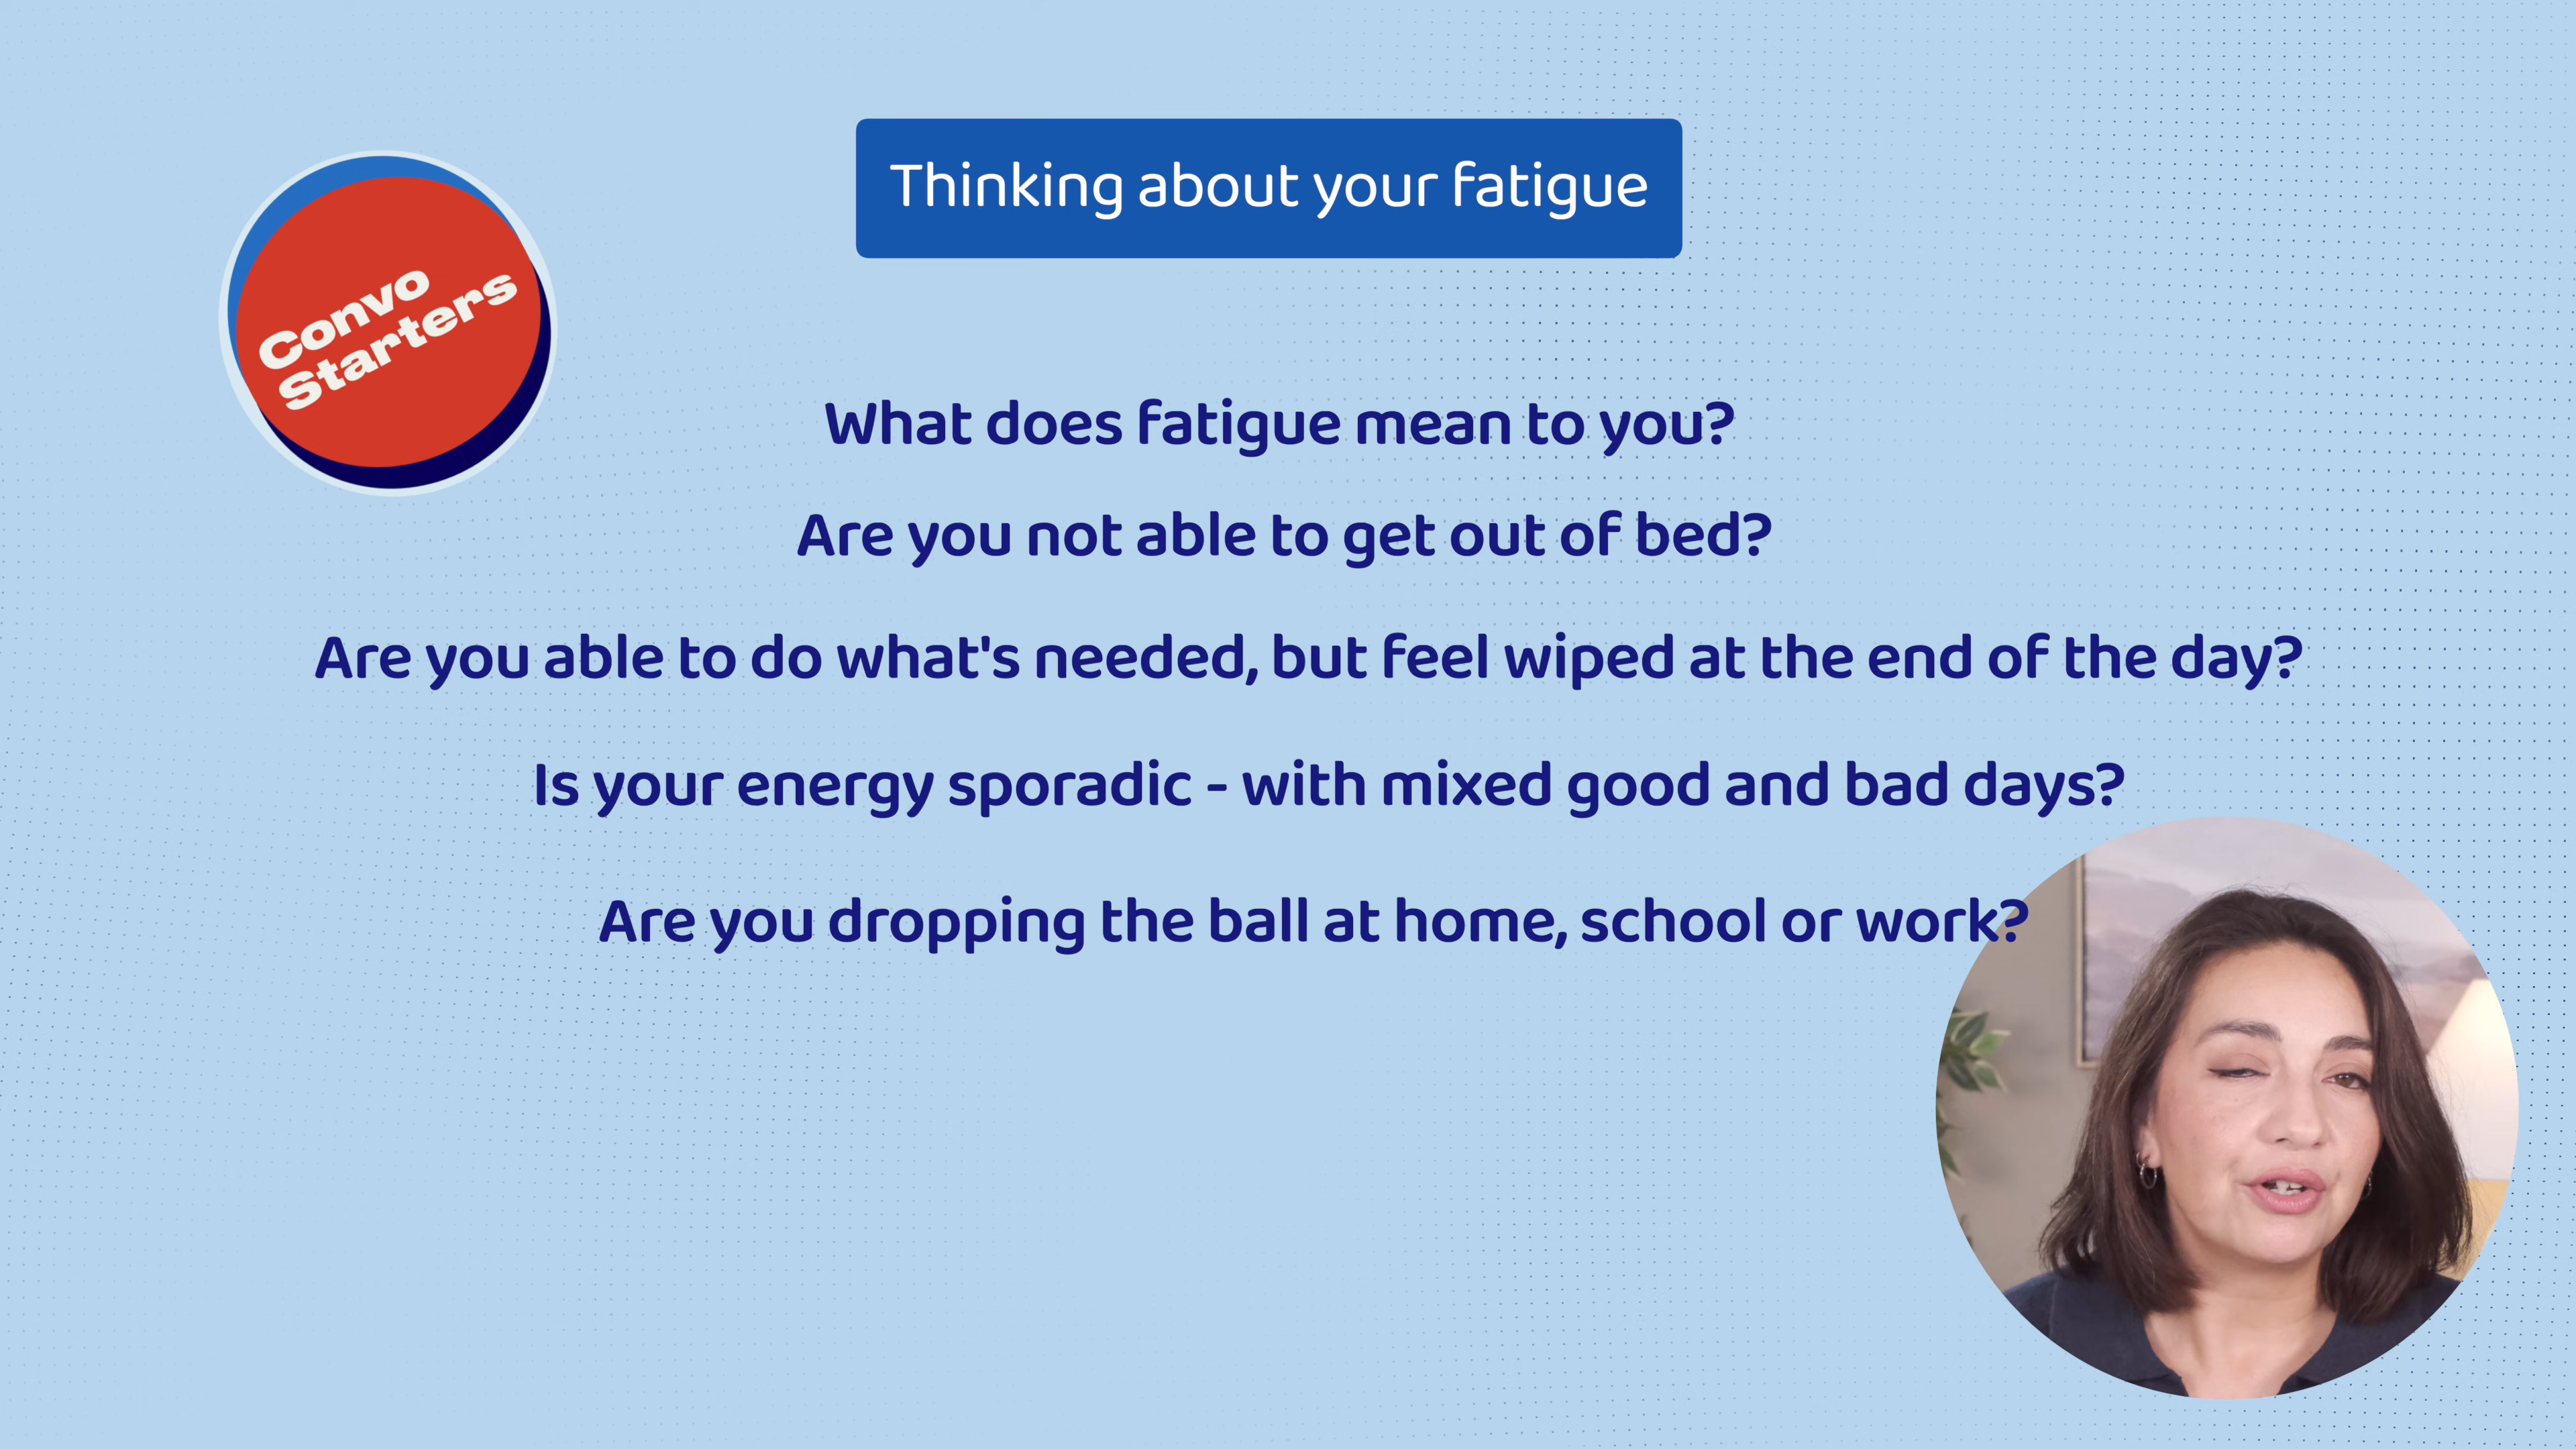 Thinking about your fatigue
Convo
Starters
What does fatigue mean to you?
Are you not able to get out of bed?
Are you able to do what's needed, but feel wiped at the end of the day?
Is your energy sporadic - with mixed good and bad days?
Are you dropping the ball at home, school or work?